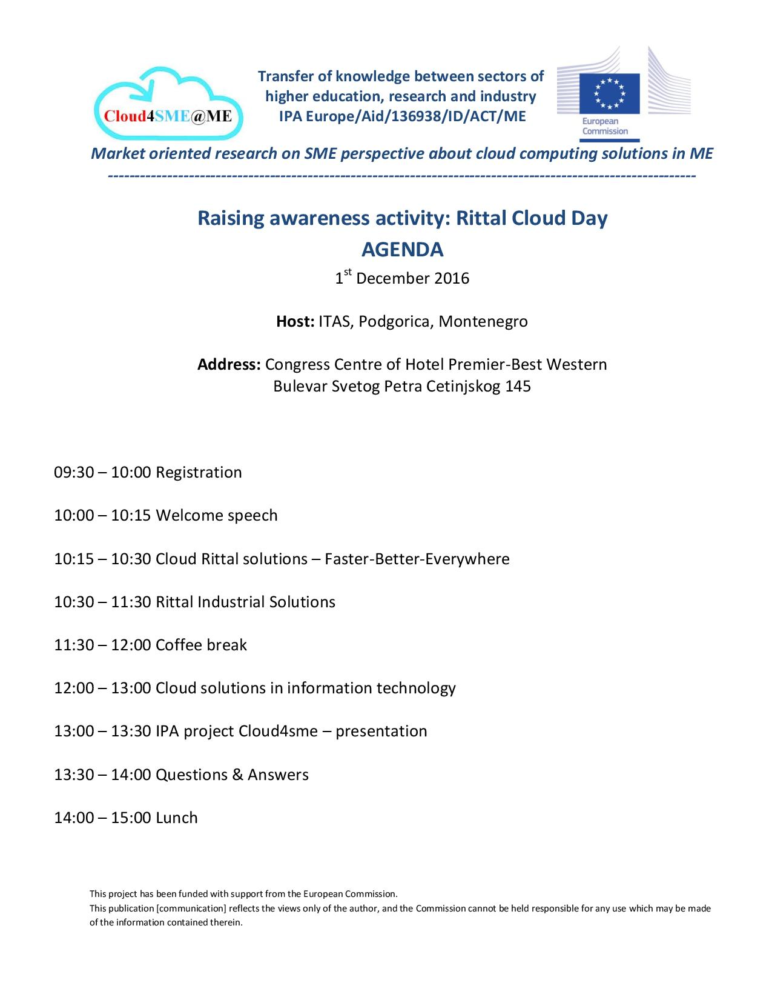 Cloud4SME@ME
Transfer of knowledge between sectors of
higher education, research and industry
IPA Europe/Aid/136938/ID/ACT/ME
European
Commission
Market oriented research on SME perspective about cloud computing solutions in ME
--------------------------------------------------------------------------------------------------------------
Raising awareness activity: Rittal Cloud Day
AGENDA
1st December 2016
Host: ITAS, Podgorica, Montenegro
Address: Congress Centre of Hotel Premier-Best Western
Bulevar Svetog Petra Cetinjskog 145
09:30 – 10:00 Registration
10:00 – 10:15 Welcome speech
10:15 – 10:30 Cloud Rittal solutions – Faster-Better-Everywhere
10:30 – 11:30 Rittal Industrial Solutions
11:30 – 12:00 Coffee break
12:00 – 13:00 Cloud solutions in information technology
13:00 – 13:30 IPA project Cloud4sme – presentation
13:30 – 14:00 Questions & Answers
14:00 – 15:00 Lunch
This project has been funded with support from the European Commission.
This publication [communication] reflects the views only of the author, and the Commission cannot be held responsible for any use which may be made
of the information contained therein.